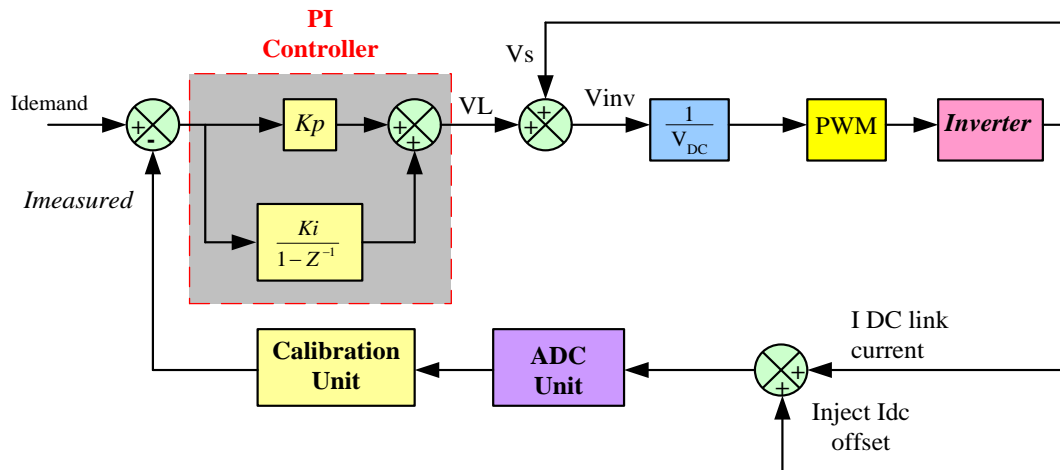 PI
Controller
Vs
Idemand
Kp
VL
Vinv
1
V_DC
PWM
Inverter
+
+
+
+
-
Imeasured
Ki
1 − Z^−1
Calibration
Unit
ADC
Unit
I DC link
current
+
+
Inject Idc
offset